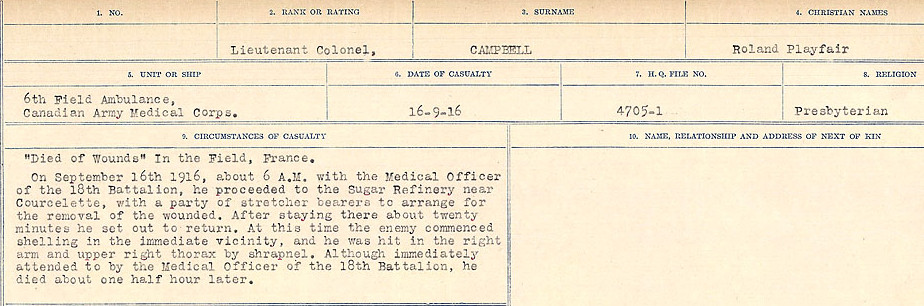 1. NO.
2. RANK OR RATING
3. SURNAME
4. CHRISTIAN NAMES
Lieutenant Colonel,
CAMPBELL
Roland Playfair
5. UNIT OR SHIP
6. DATE OF CASUALTY
7. H. Q. FILE NO.
8. RELIGION
6th Field Ambulance,
Canadian Army Medical Corps.
16-9-16
4705-1
Presbyterian
9. CIRCUMSTANCES OF CASUALTY
10. NAME, RELATIONSHIP AND ADDRESS OF NEXT OF KIN
"Died of Wounds" In the Field, France.
On September 16th 1916, about 6 A.M. with the Medical Officer
of the 18th Battalion, he proceeded to the Sugar Refinery near
Courcelette, with a party of stretcher bearers to arrange for
the removal of the wounded. After staying there about twenty
minutes he set out to return. At this time the enemy commenced
shelling in the immediate vicinity, and he was hit in the right
arm and upper right thorax by shrapnel. Although immediately
attended to by the Medical Officer of the 18th Battalion, he
died about one half hour later.